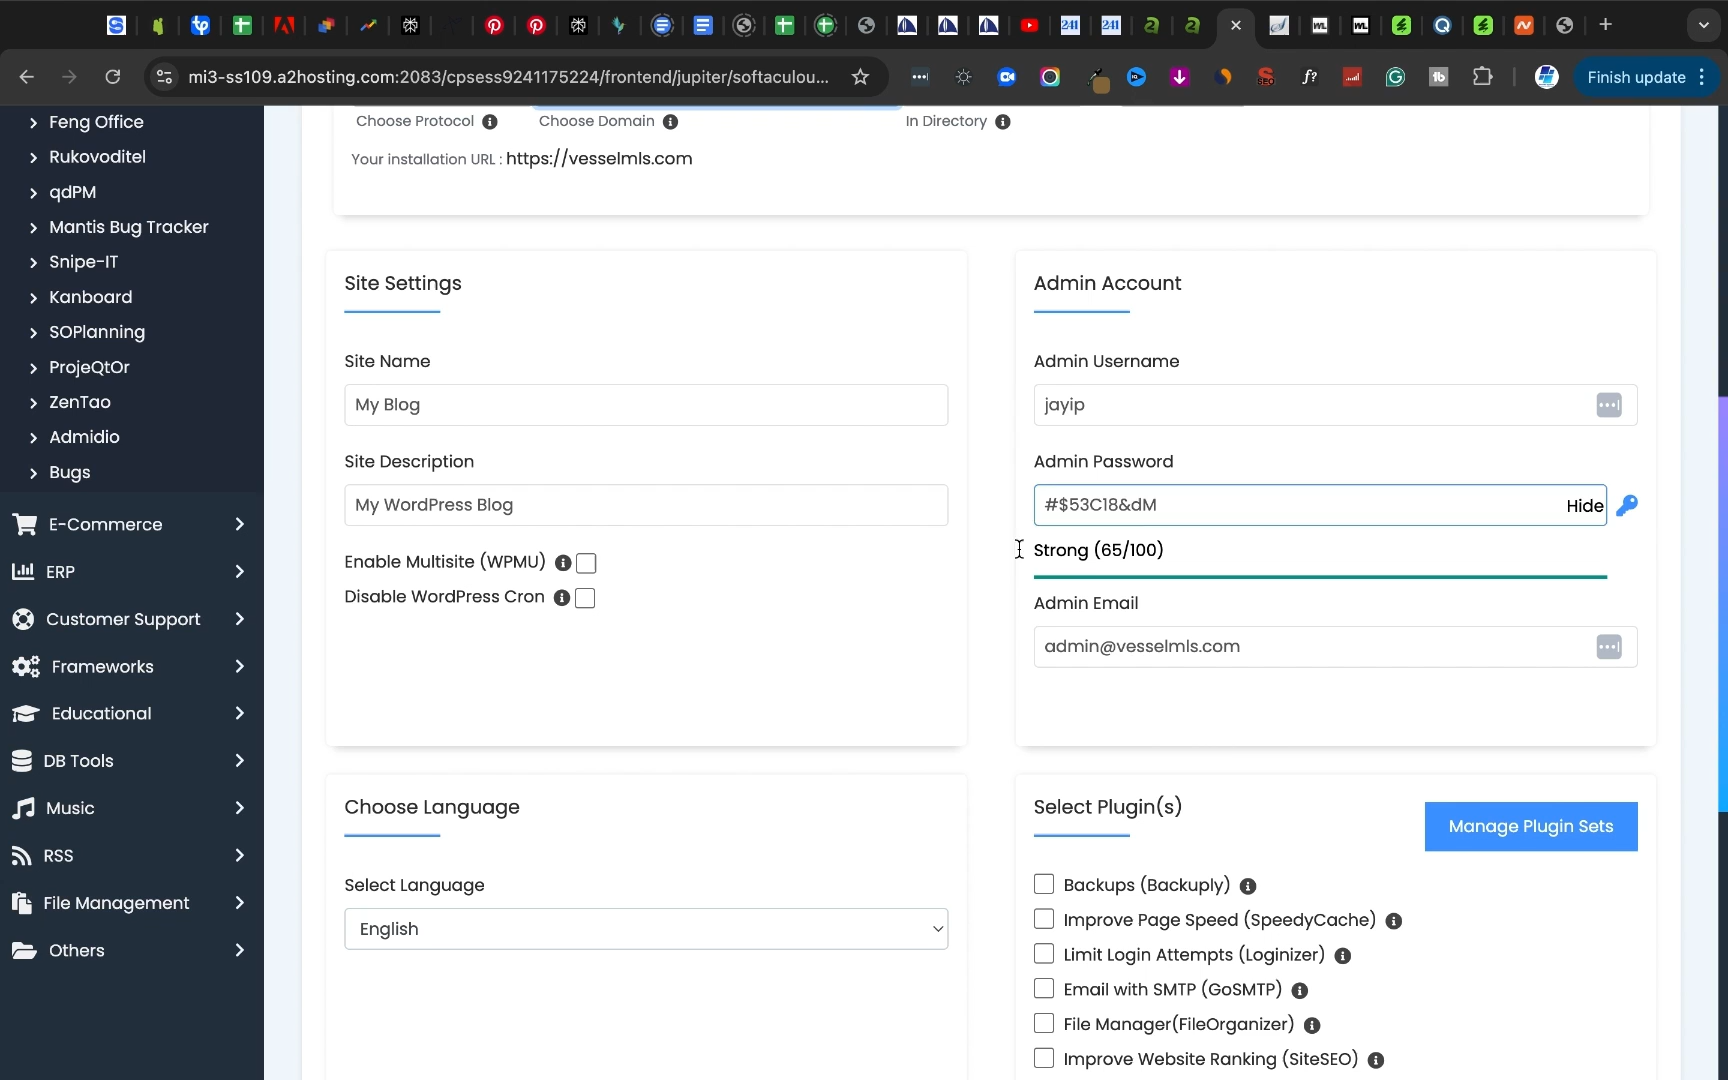 mi3-ss109.a2hosting.com:2083/cpsess9241175224/frontend/jupiter/softaculou...
Finish update
Feng Office
Rukovoditel
qdPM
Mantis Bug Tracker
Snipe-IT
Kanboard
SOPlanning
ProjeQtOr
ZenTao
Admidio
Bugs
E-Commerce
ERP
Customer Support
Frameworks
Educational
DB Tools
Music
RSS
File Management
Others
Choose Protocol
Choose Domain
In Directory
Your installation URL : https://vesselmls.com
Site Settings
Site Name
My Blog
Site Description
My WordPress Blog
Enable Multisite (WPMU)
Disable WordPress Cron
Admin Account
Admin Username
jayip
Admin Password
#$53C18&dM
Hide
Strong (65/100)
Admin Email
admin@vesselmls.com
Choose Language
Select Language
English
Select Plugin(s)
Manage Plugin Sets
Backups (Backuply)
Improve Page Speed (SpeedyCache)
Limit Login Attempts (Loginizer)
Email with SMTP (GoSMTP)
File Manager(FileOrganizer)
Improve Website Ranking (SiteSEO)